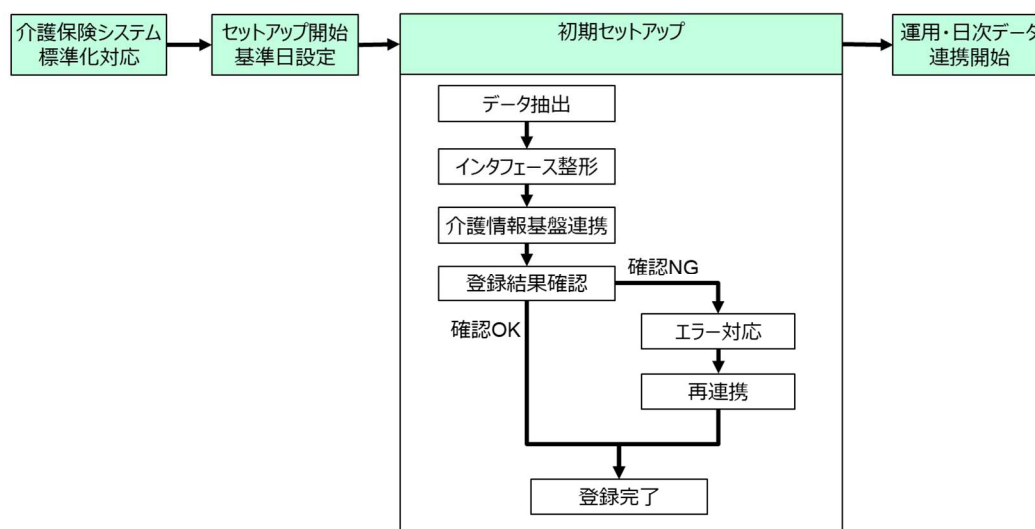 介護保険システム
標準化対応
セットアップ開始
基準日設定
初期セットアップ
運用・日次データ
連携開始
データ抽出
インタフェース整形
介護情報基盤連携
登録結果確認
確認NG
確認OK
エラー対応
再連携
登録完了